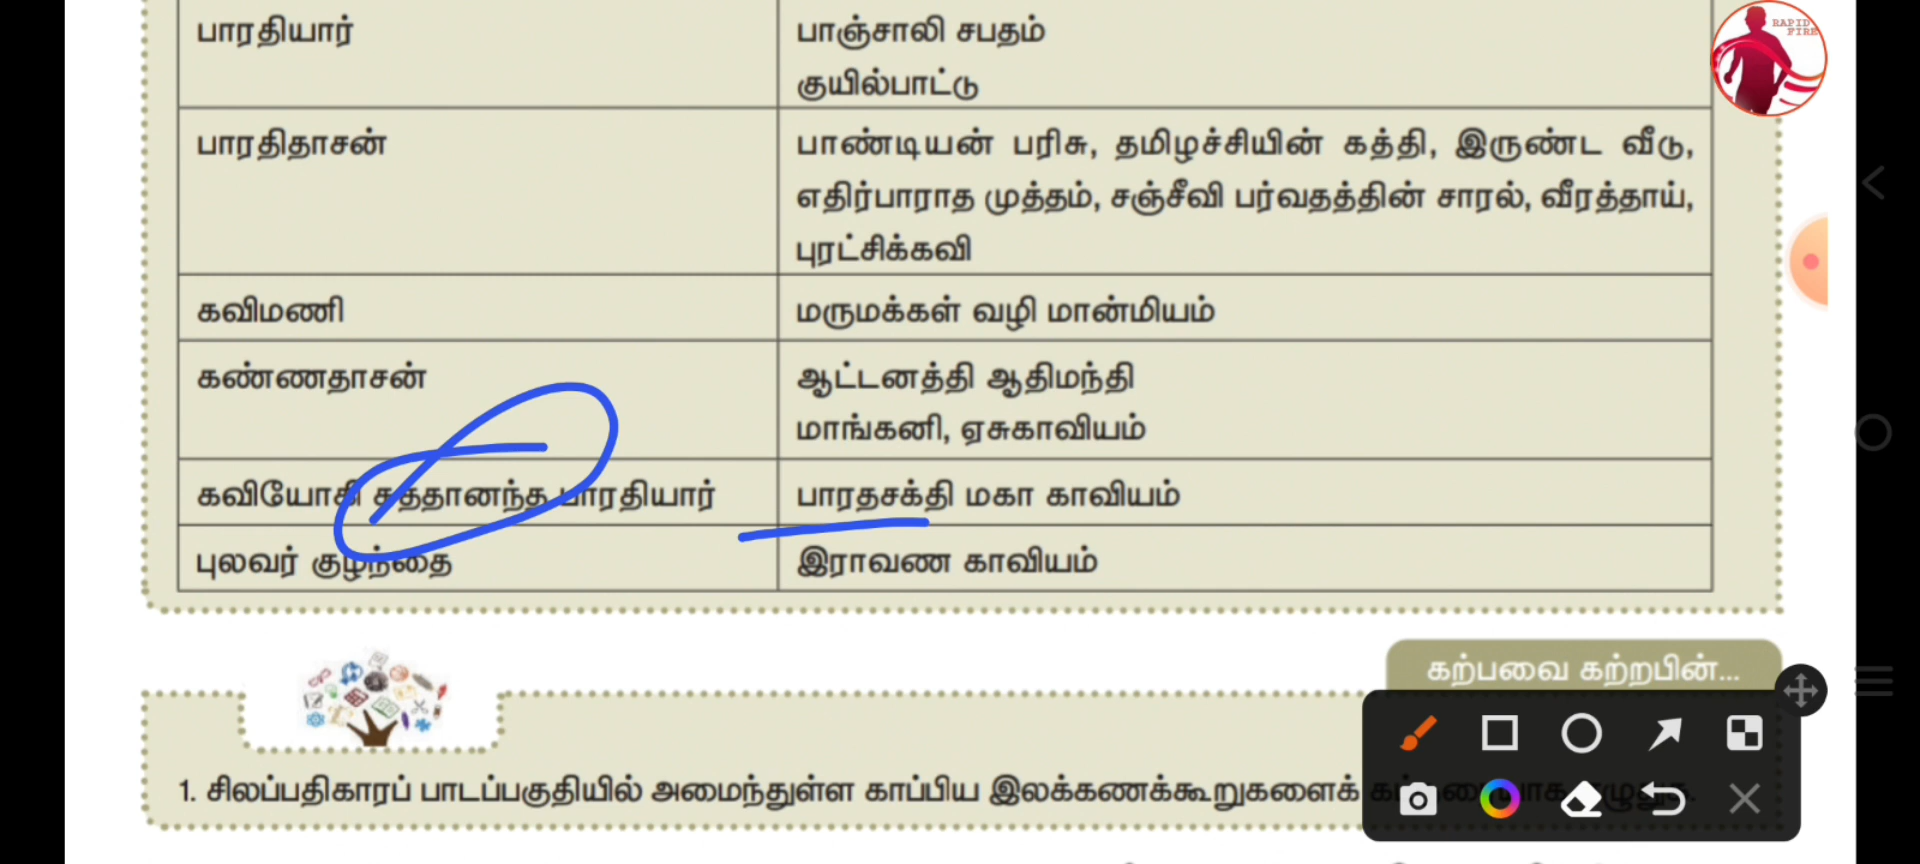 RAPID
FIRE
பாரதியார் பாஞ்சாலி சபதம்
குயில்பாட்டு
பாரதிதாசன் பாண்டியன் பரிசு, தமிழச்சியின் கத்தி, இருண்ட வீடு,
எதிர்பாராத முத்தம், சஞ்சீவி பர்வதத்தின் சாரல், வீரத்தாய்,
புரட்சிக்கவி
கவிமணி மருமக்கள் வழி மான்மியம்
கண்ணதாசன் ஆட்டனத்தி ஆதிமந்தி
மாங்கனி, ஏசுகாவியம்
கவியோகி சுத்தானந்த பாரதியார் பாரதசக்தி மகா காவியம்
புலவர் குழந்தை இராவண காவியம்
கற்பவை கற்றபின்...
1. சிலப்பதிகாரப் பாடப்பகுதியில் அமைந்துள்ள காப்பிய இலக்கணக்கூறுகளைக்